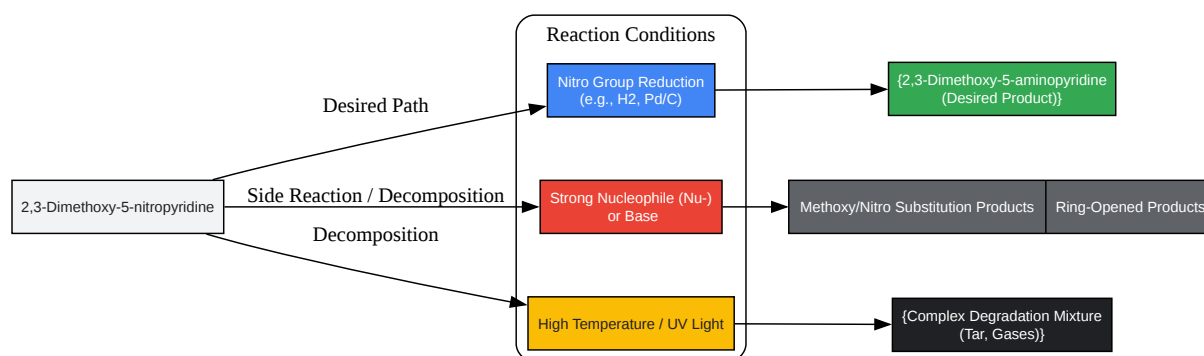 Reaction Conditions
Nitro Group Reduction
(e.g., H2, Pd/C)
{2,3-Dimethoxy-5-aminopyridine
(Desired Product)}
Desired Path
2,3-Dimethoxy-5-nitropyridine
Side Reaction / Decomposition
Strong Nucleophile (Nu-)
or Base
Methoxy/Nitro Substitution Products
Ring-Opened Products
Decomposition
High Temperature / UV Light
{Complex Degradation Mixture
(Tar, Gases)}